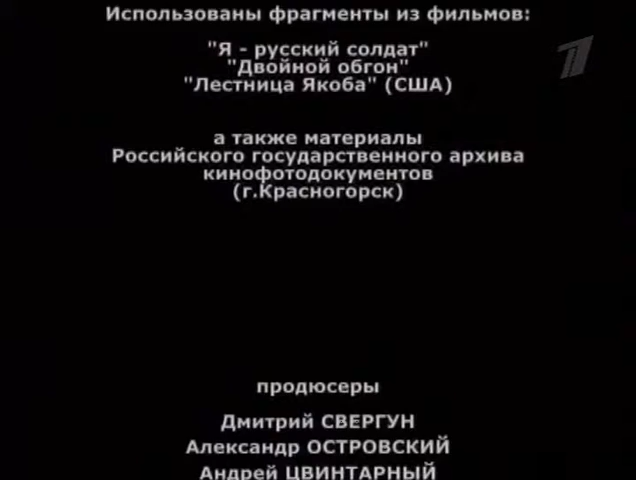 Использованы фрагменты из фильмов:
"Я - русский солдат"
"Двойной обгон"
"Лестница Якоба" (США)
а также материалы
Российского государственного архива
кинофотодокументов
(г.Красногорск)
продюсеры
Дмитрий СВЕРГУН
Александр ОСТРОВСКИЙ
Андрей ЦВИНТАРНЫЙ
1